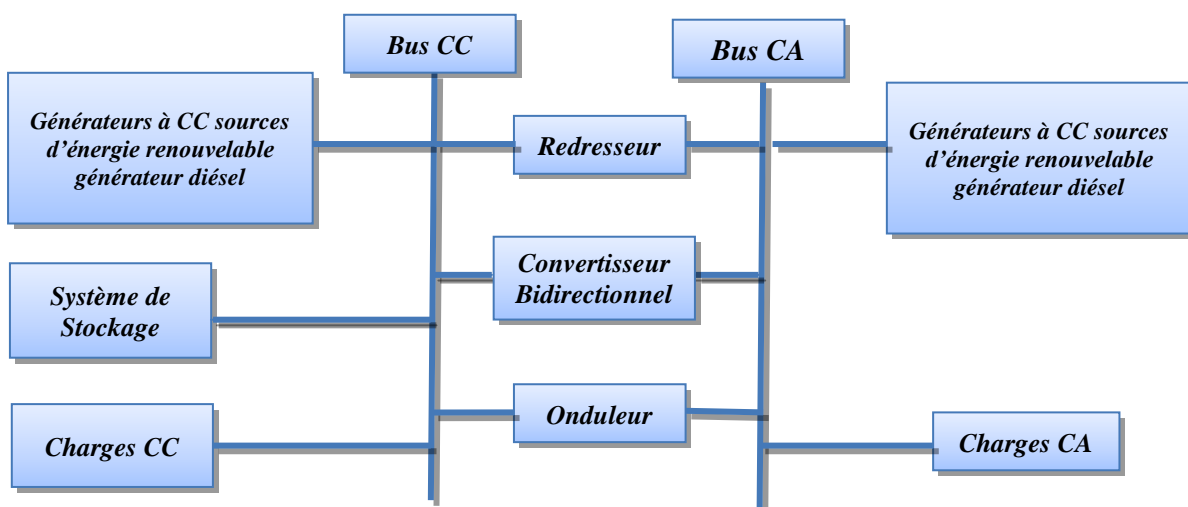 Bus CC
Bus CA
Générateurs à CC sources
d'énergie renouvelable
générateur diésel
Redresseur
Générateurs à CC sources
d'énergie renouvelable
générateur diésel
Système de
Stockage
Convertisseur
Bidirectionnel
Charges CC
Onduleur
Charges CA